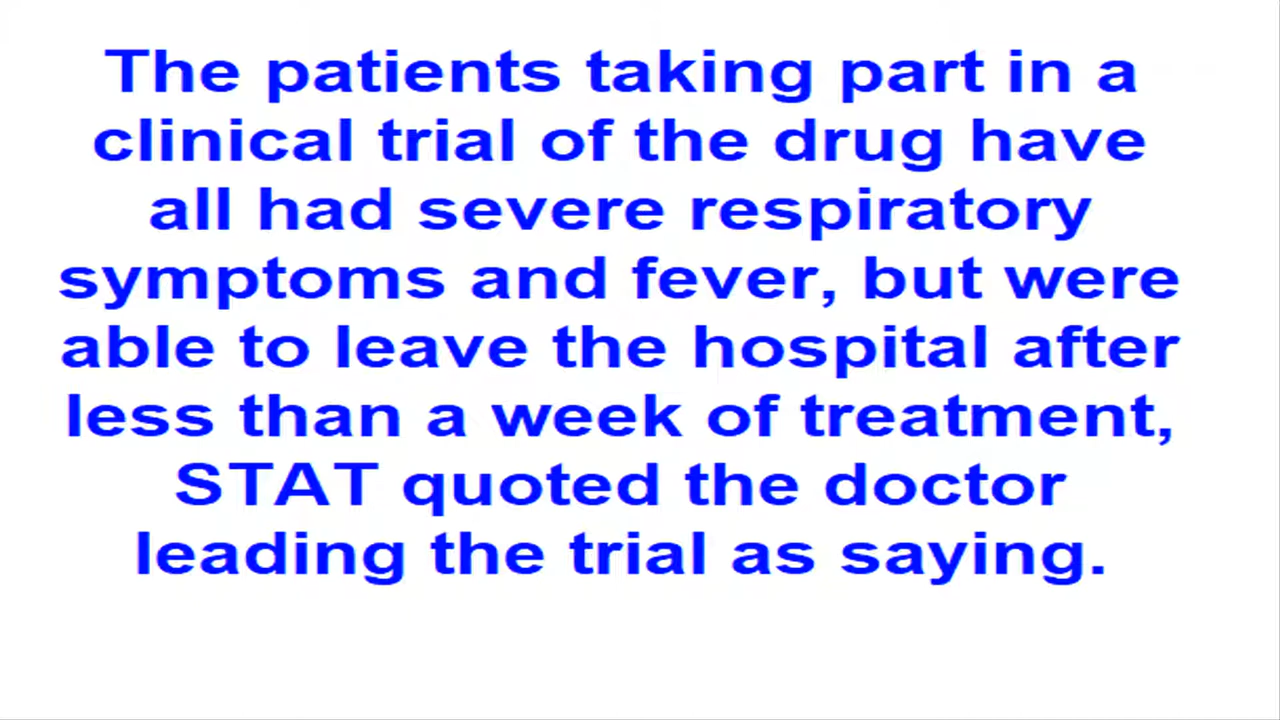 The patients taking part in a
clinical trial of the drug have
all had severe respiratory
symptoms and fever, but were
able to leave the hospital after
less than a week of treatment,
STAT quoted the doctor
leading the trial as saying.